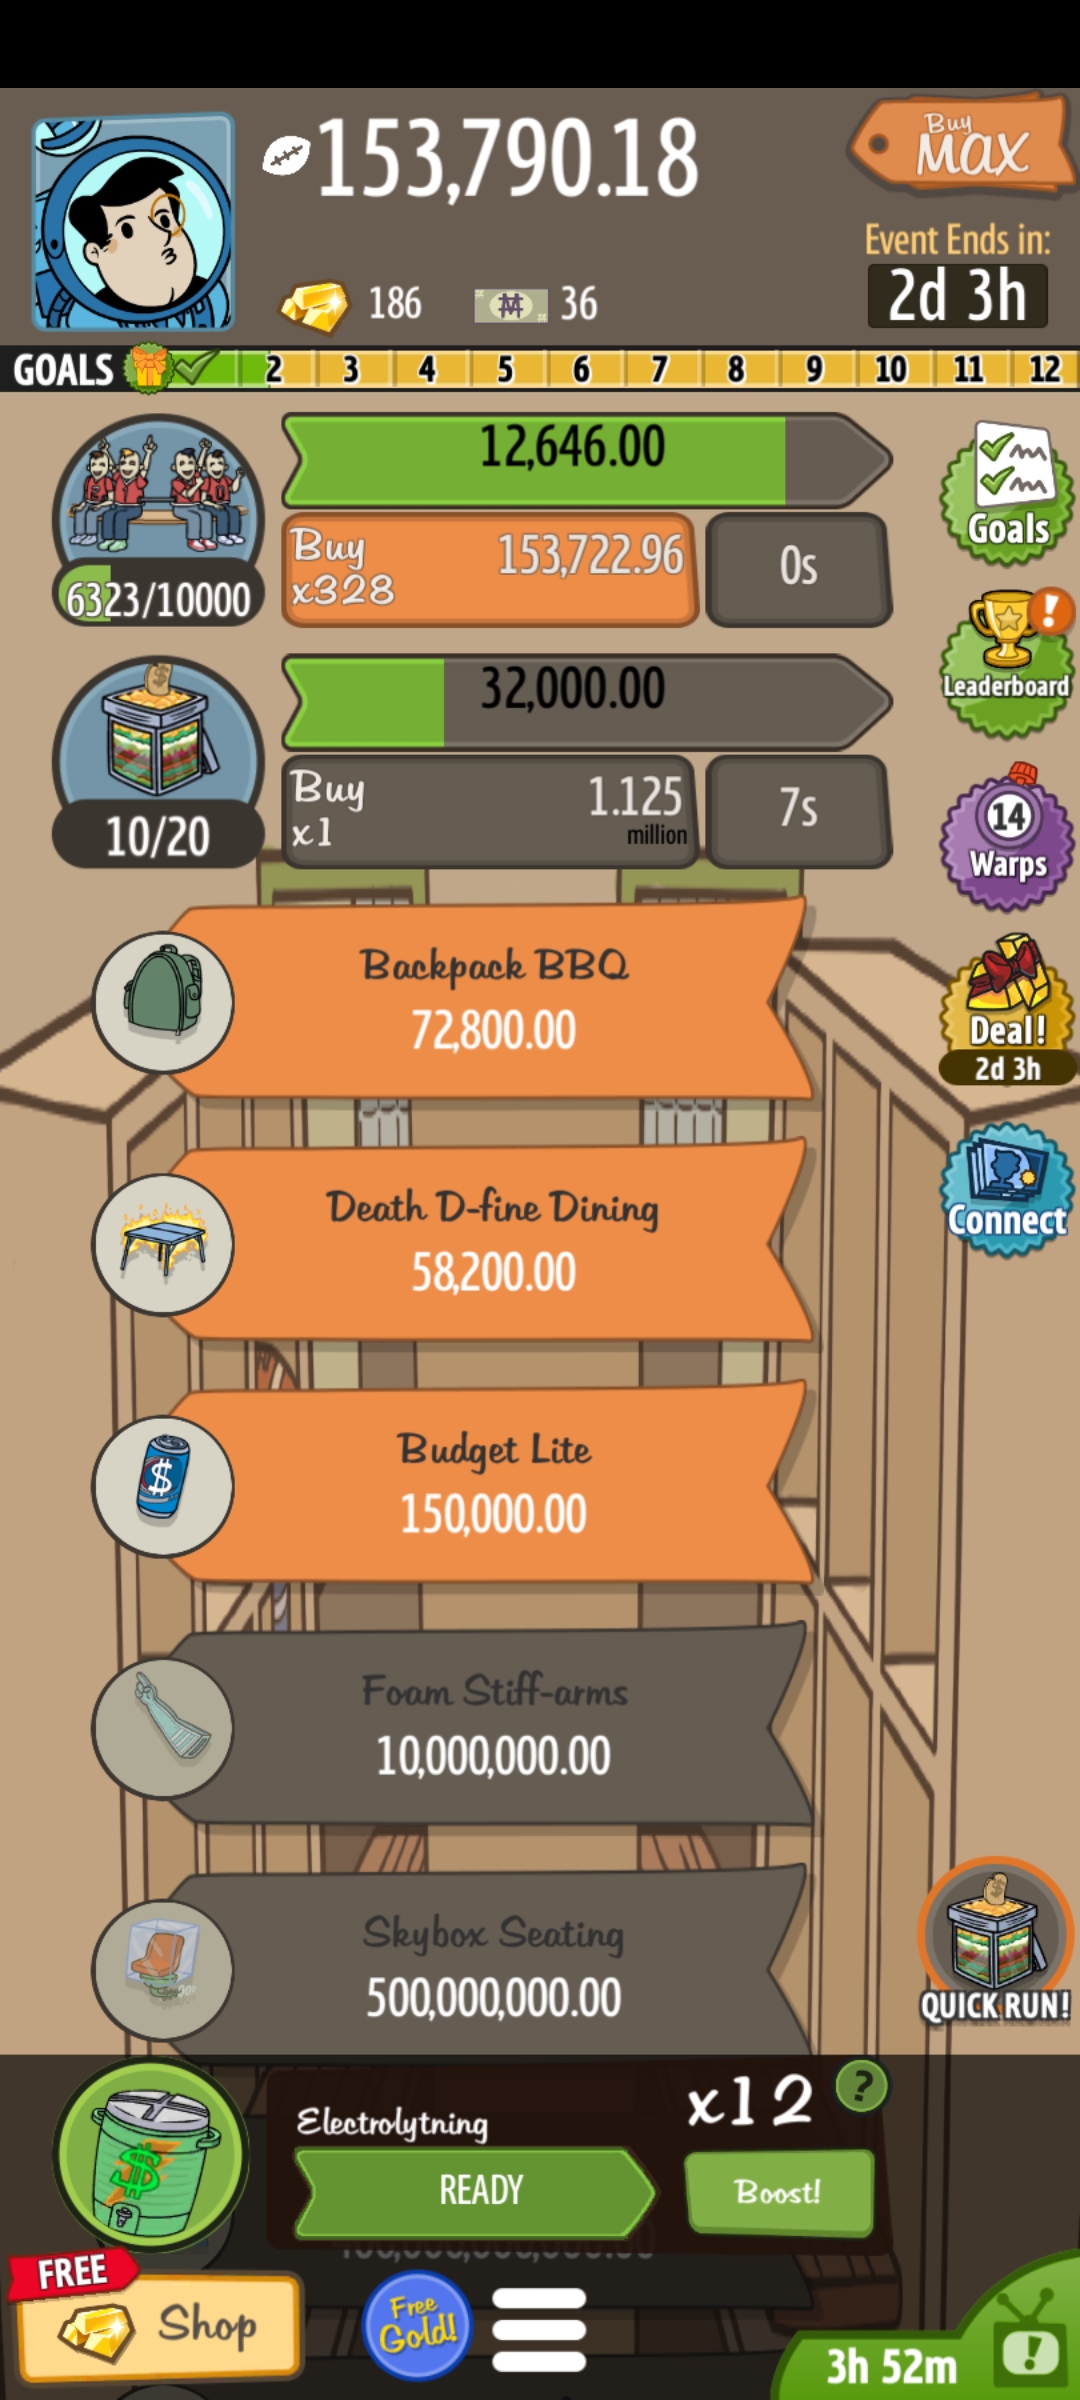 153,790.18
Buy
MAX
186
36
Event Ends in:
2d 3h
GOALS 2 3 4 5 6 7 8 9 10 11 12
12,646.00
Buy
x328
153,722.96
0s
6323/10000
Goals
Leaderboard
32,000.00
Buy
x1
1.125
million
7s
10/20
14
Warps
Backpack BBQ
72,800.00
Deal!
2d 3h
Death D-fine Dining
58,200.00
Connect
Budget Lite
150,000.00
Foam Stiff-arms
10,000,000.00
Skybox Seating
500,000,000.00
QUICK RUN!
Electrolytning
x12
?
READY
Boost!
FREE
Shop
Free
Gold!
3h 52m